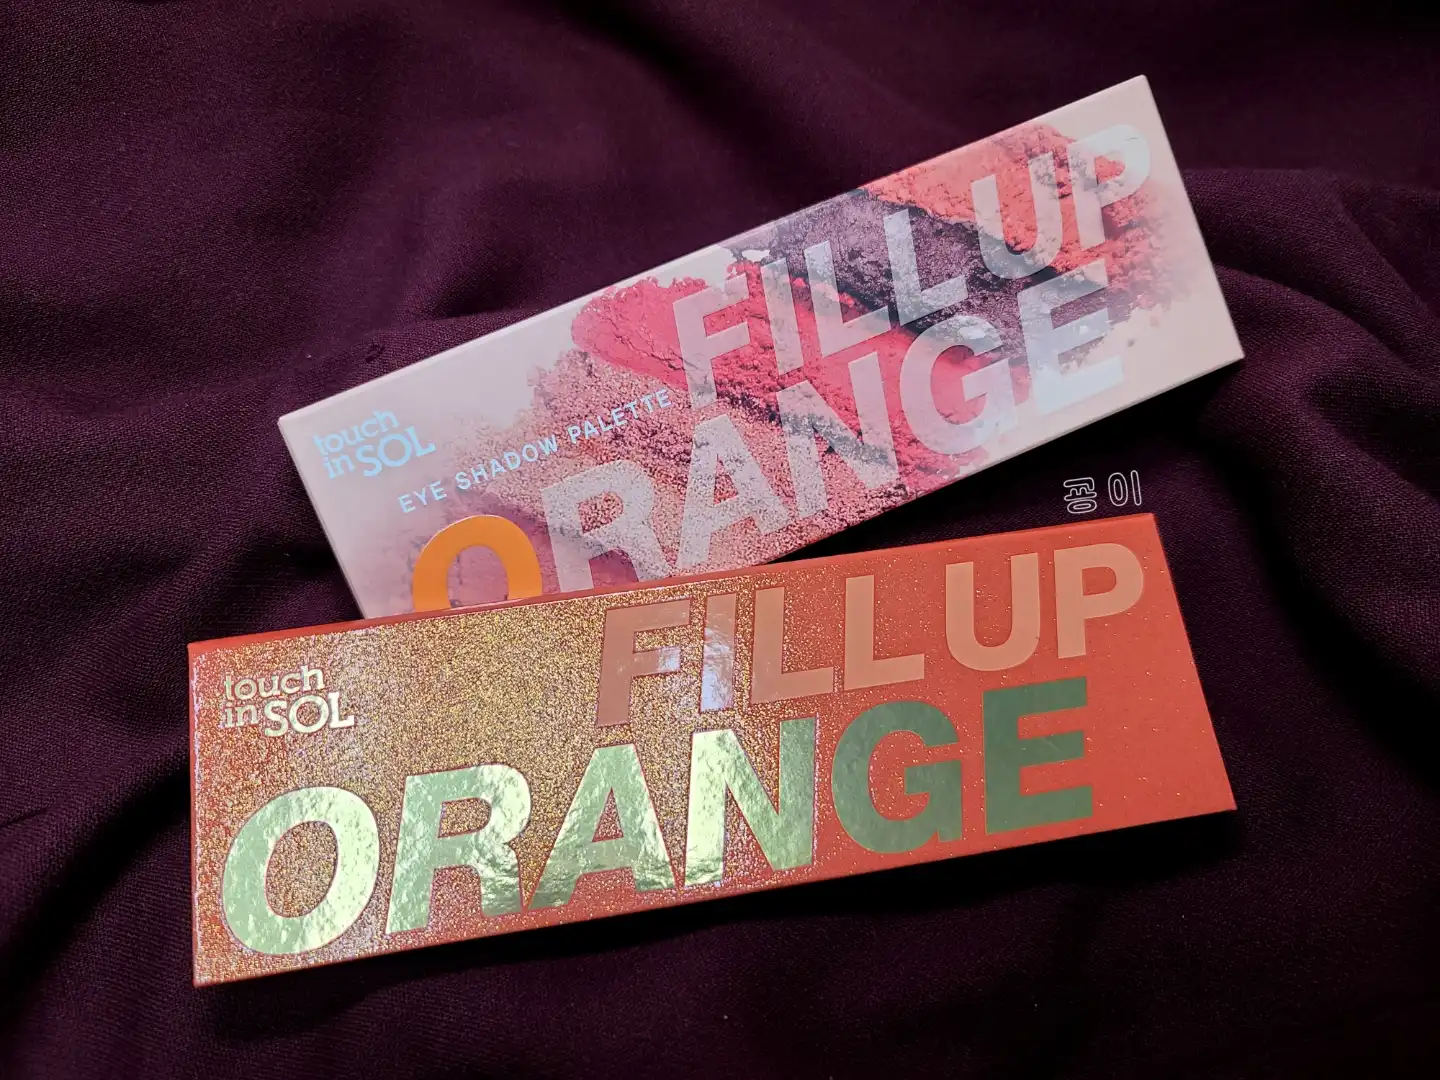 FILL UP
ORANGE
touch
in SOL
EYE SHADOW PALETTE
콩이
FILL UP
touch
in SOL
ORANGE